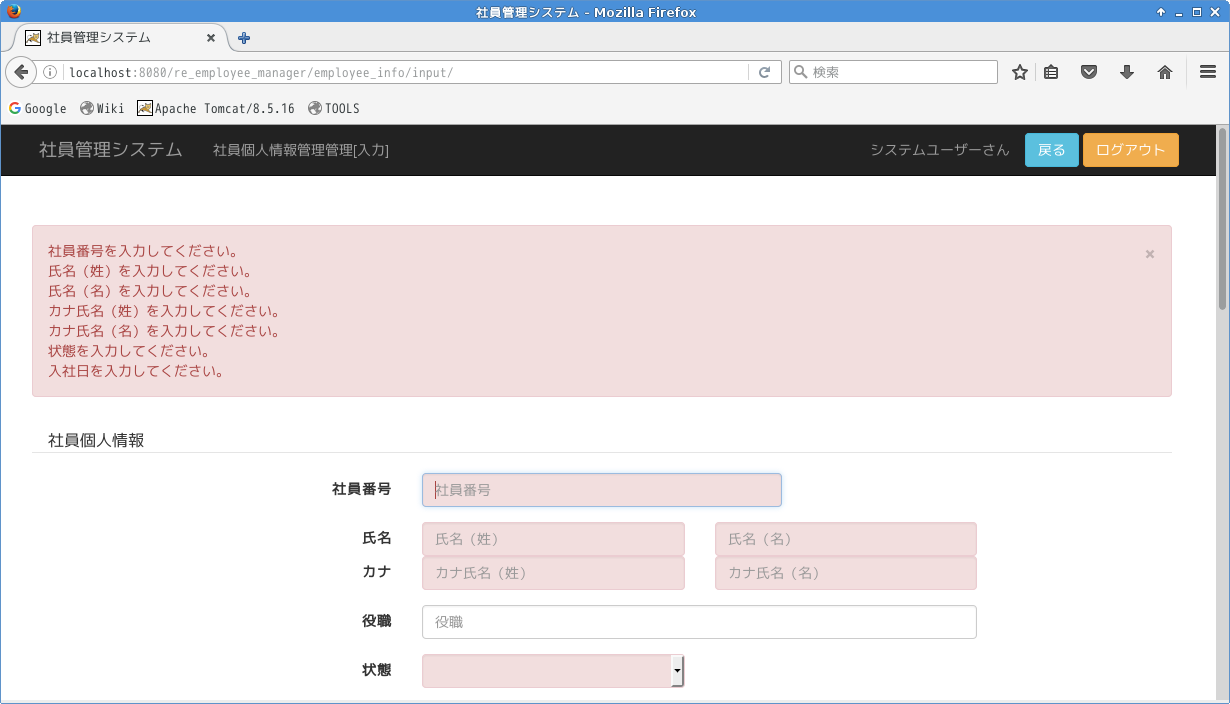 社員管理システム - Mozilla Firefox
社員管理システム
localhost:8080/re_employee_manager/employee_info/input/
検索
Google Wiki Apache Tomcat/8.5.16 TOOLS
社員管理システム 社員個人情報管理管理[入力] システムユーザーさん 戻る ログアウト
社員番号を入力してください。
氏名（姓）を入力してください。
氏名（名）を入力してください。
カナ氏名（姓）を入力してください。
カナ氏名（名）を入力してください。
状態を入力してください。
入社日を入力してください。
社員個人情報
社員番号 社員番号
氏名 氏名（姓） 氏名（名）
カナ カナ氏名（姓） カナ氏名（名）
役職 役職
状態